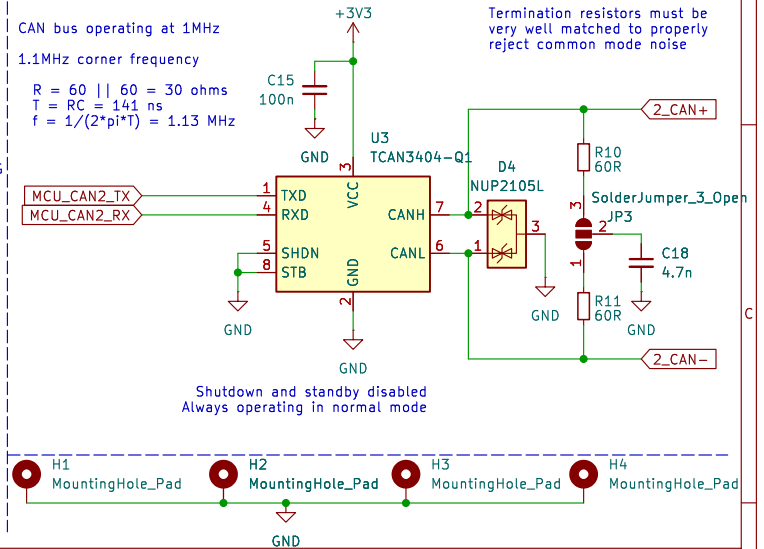 CAN bus operating at 1MHz
1.1MHz corner frequency
R = 60 || 60 = 30 ohms
T = RC = 141 ns
f = 1/(2*pi*T) = 1.13 MHz
+3V3
C15
100n
GND
Termination resistors must be
very well matched to properly
reject common mode noise
U3
TCAN3404-Q1
MCU_CAN2_TX
MCU_CAN2_RX
1
4
5
8
TXD
RXD
SHDN
STB
3
VCC
GND
2
CANH
CANL
7
6
GND
GND
D4
NUP2105L
2
1
3
GND
2_CAN+
R10
60R
SolderJumper_3_Open
JP3
3
2
1
C18
4.7n
GND
R11
60R
2_CAN-
Shutdown and standby disabled
Always operating in normal mode
C
H1
MountingHole_Pad
H2
MountingHole_Pad
H3
MountingHole_Pad
H4
MountingHole_Pad
GND